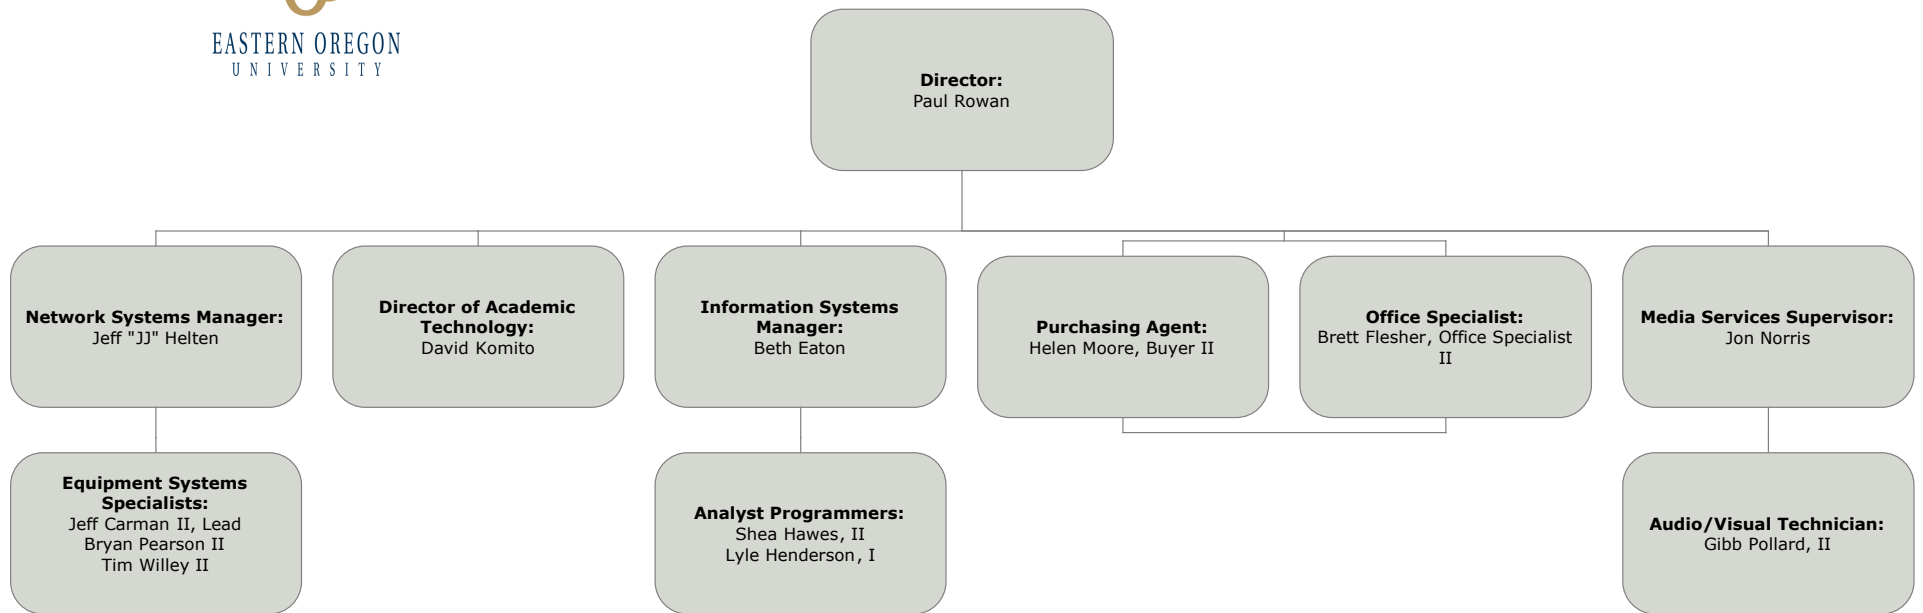 EASTERN OREGON
UNIVERSITY
Director:
Paul Rowan
Network Systems Manager:
Jeff "JJ" Helten
Director of Academic
Technology:
David Komito
Information Systems
Manager:
Beth Eaton
Purchasing Agent:
Helen Moore, Buyer II
Office Specialist:
Brett Flesher, Office Specialist
II
Media Services Supervisor:
Jon Norris
Equipment Systems
Specialists:
Jeff Carman II, Lead
Bryan Pearson II
Tim Willey II
Analyst Programmers:
Shea Hawes, II
Lyle Henderson, I
Audio/Visual Technician:
Gibb Pollard, II